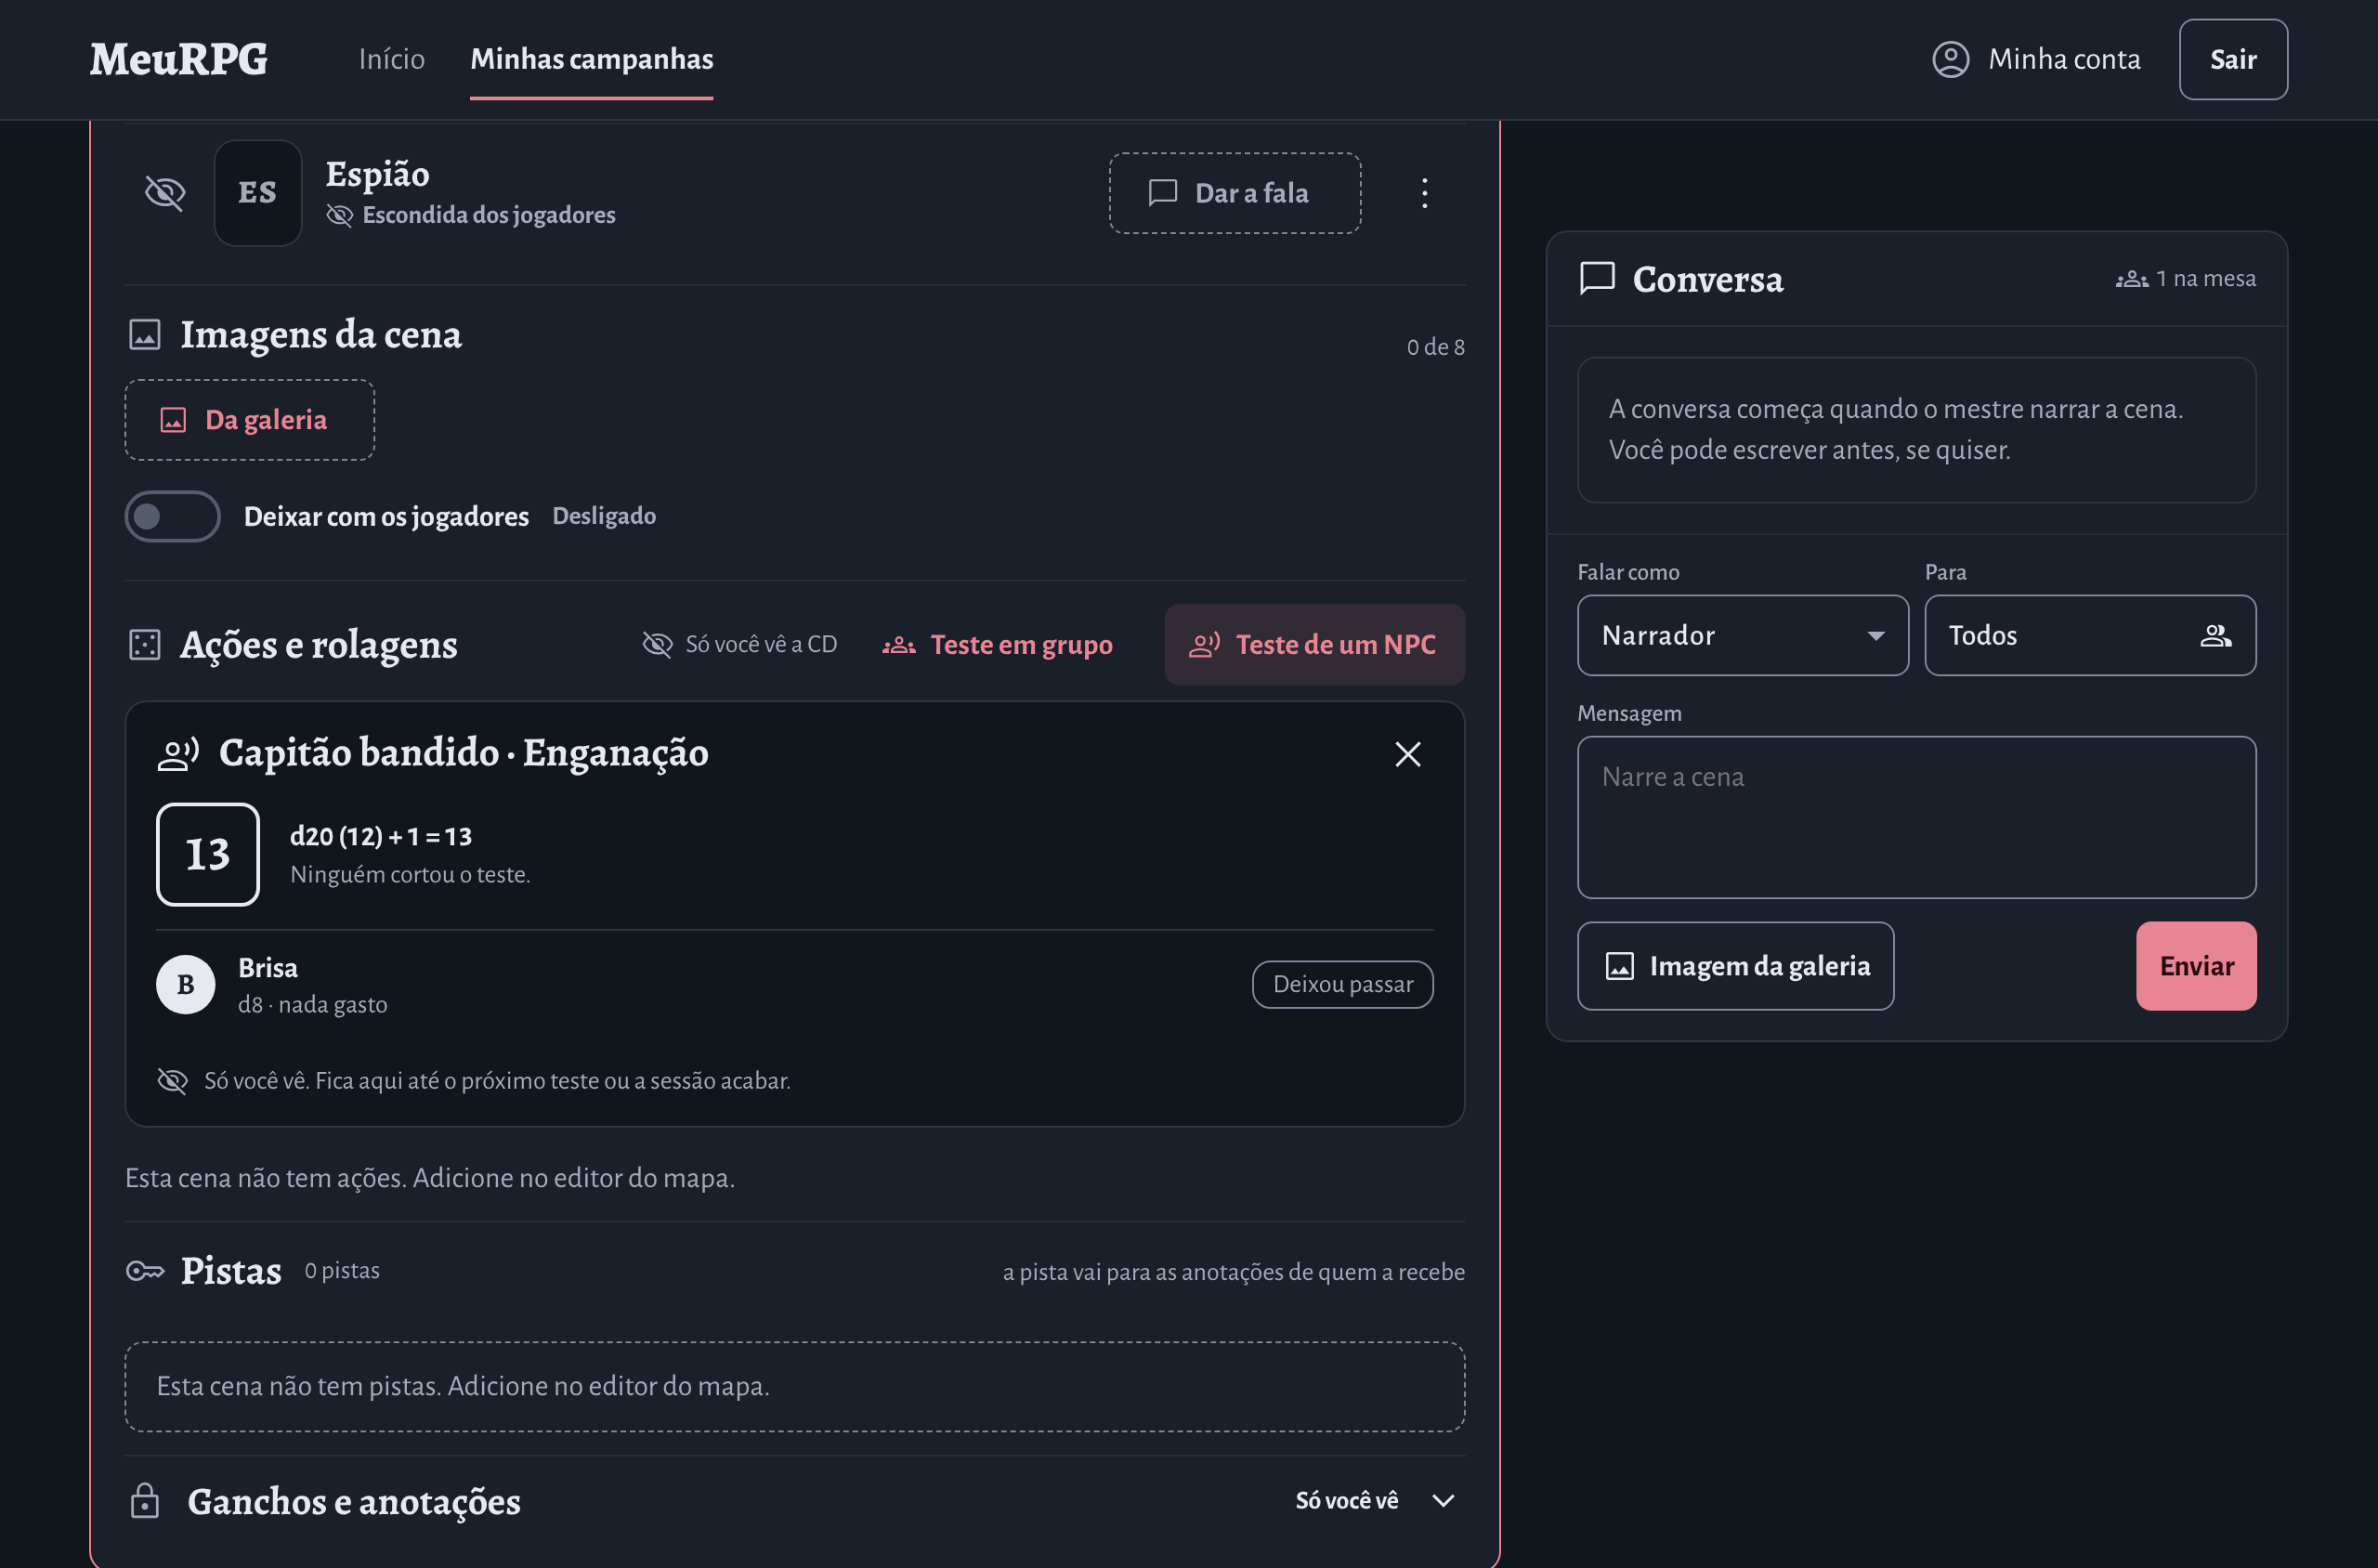 MeuRPG
Início
Minhas campanhas
Minha conta
Sair
ES
Espião
Escondida dos jogadores
Dar a fala
Imagens da cena
0 de 8
Da galeria
Deixar com os jogadores
Desligado
Ações e rolagens
Só você vê a CD
Teste em grupo
Teste de um NPC
Capitão bandido · Enganação
13
d20 (12) + 1 = 13
Ninguém cortou o teste.
B
Brisa
d8 · nada gasto
Deixou passar
Só você vê. Fica aqui até o próximo teste ou a sessão acabar.
Esta cena não tem ações. Adicione no editor do mapa.
Pistas
0 pistas
a pista vai para as anotações de quem a recebe
Esta cena não tem pistas. Adicione no editor do mapa.
Ganchos e anotações
Só você vê
Conversa
1 na mesa
A conversa começa quando o mestre narrar a cena.
Você pode escrever antes, se quiser.
Falar como
Para
Narrador
Todos
Mensagem
Narre a cena
Imagem da galeria
Enviar